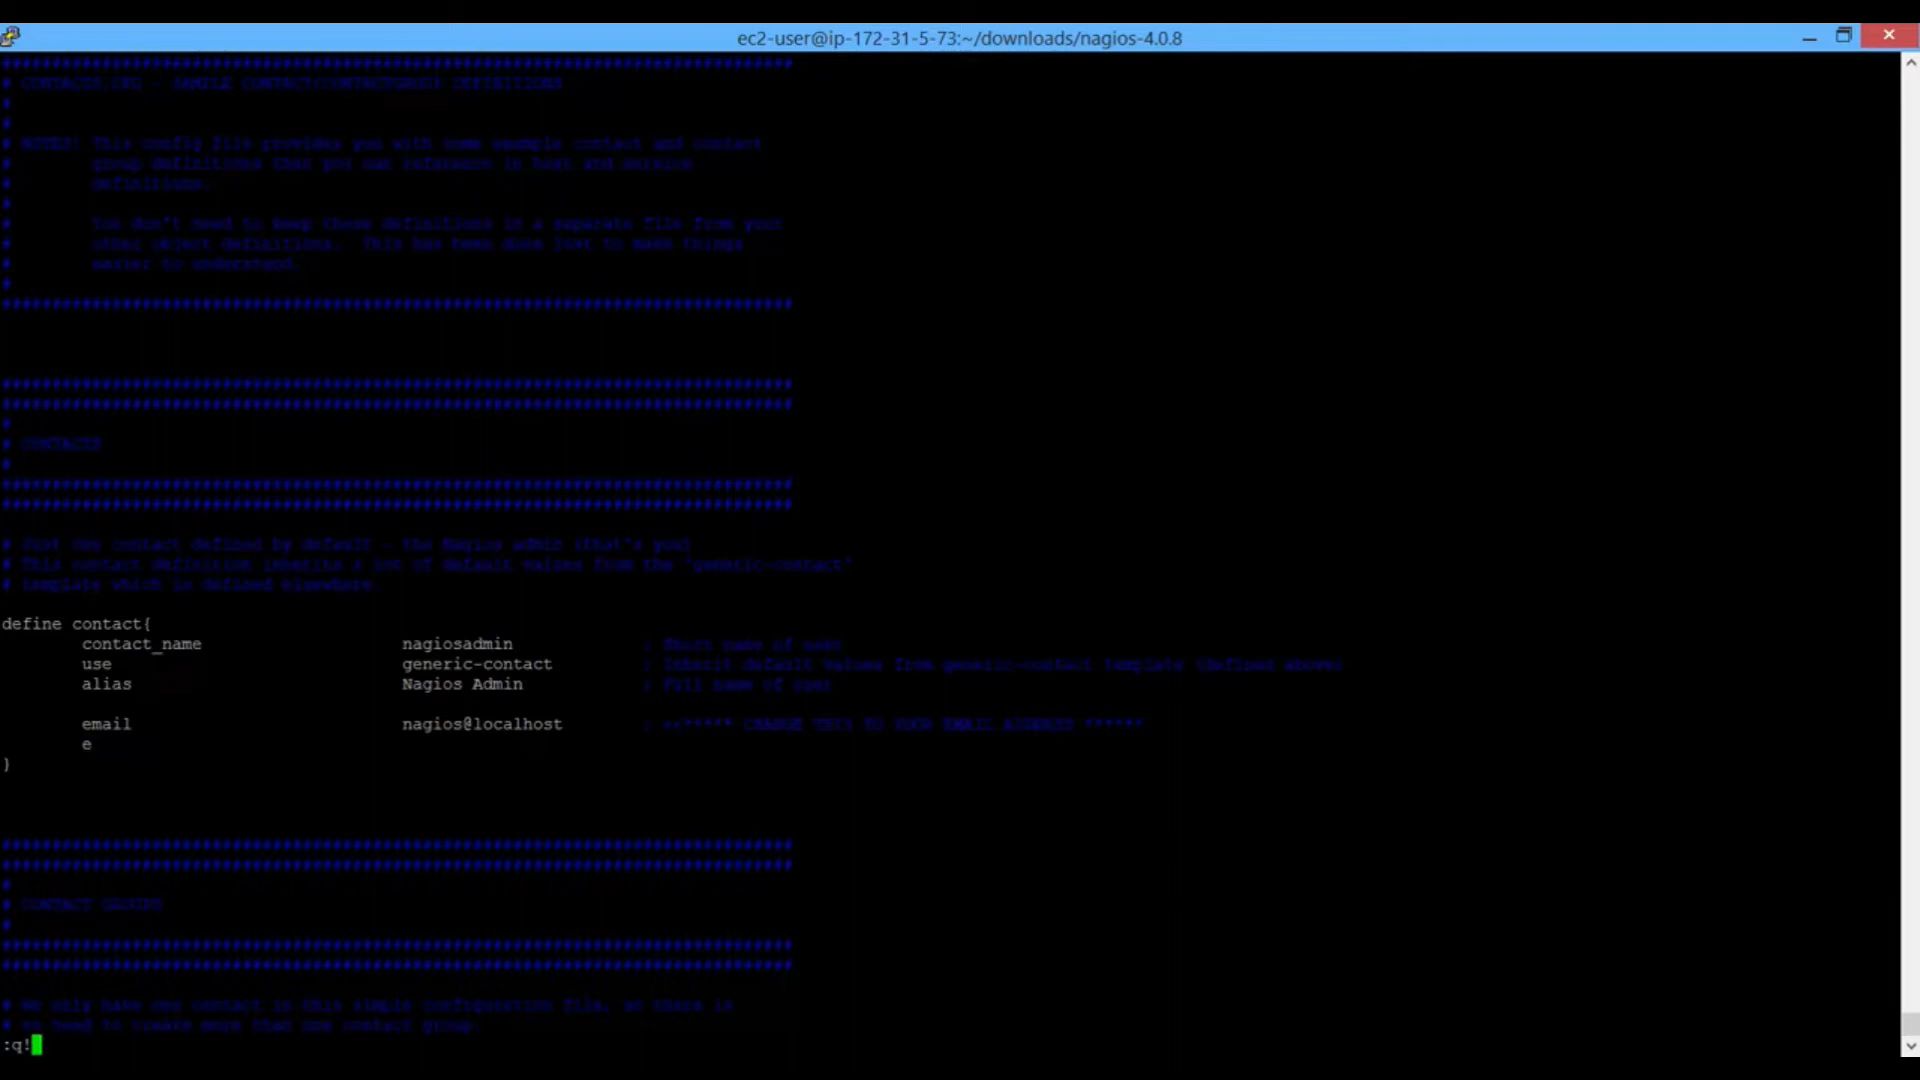 ec2-user@ip-172-31-5-73:~/downloads/nagios-4.0.8
###############################################################################
# CONTACTS.CFG - SAMPLE CONTACT/CONTACTGROUP DEFINITIONS
#
#
# NOTES: This config file provides you with some example contact and contact
#        group definitions that you can reference in host and service
#        definitions.
#
#        You don't need to keep these definitions in a separate file from your
#        other object definitions.  This has been done just to make things
#        easier to understand.
#
###############################################################################
###############################################################################
###############################################################################
#
# CONTACTS
#
###############################################################################
###############################################################################
# Just one contact defined by default - the Nagios admin (that's you)
# This contact definition inherits a lot of default values from the 'generic-contact'
# template which is defined elsewhere.
define contact{
        contact_name                    nagiosadmin             ; Short name of user
        use                             generic-contact         ; Inherit default values from generic-contact template (defined above)
        alias                           Nagios Admin            ; Full name of user
        email                           nagios@localhost        ; <<***** CHANGE THIS TO YOUR EMAIL ADDRESS ******
        e
}
###############################################################################
###############################################################################
#
# CONTACT GROUPS
#
###############################################################################
###############################################################################
# We only have one contact in this simple configuration file, so there is
# no need to create more than one contact group.
:q!